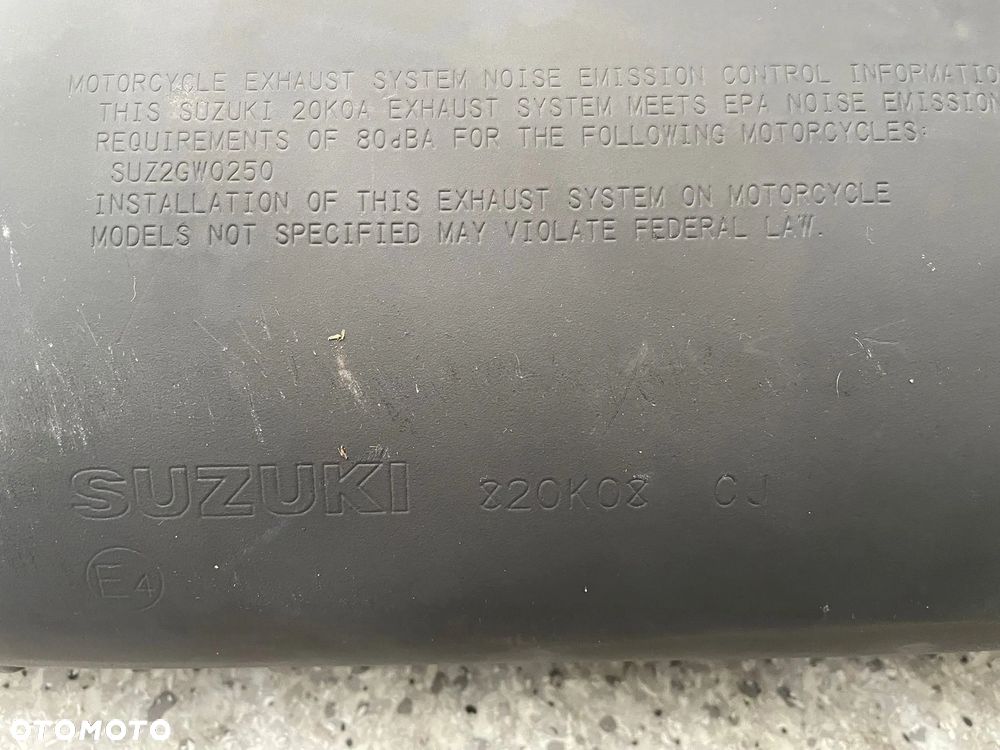 MOTORCYCLE EXHAUST SYSTEM NOISE EMISSION CONTROL INFORMATIO
THIS SUZUKI 20K0A EXHAUST SYSTEM MEETS EPA NOISE EMISSION
REQUIREMENTS OF 80dBA FOR THE FOLLOWING MOTORCYCLES:
SUZ2GW0250
INSTALLATION OF THIS EXHAUST SYSTEM ON MOTORCYCLE
MODELS NOT SPECIFIED MAY VIOLATE FEDERAL LAW.
SUZUKI 820K08 CJ
E4
OTOMOTO